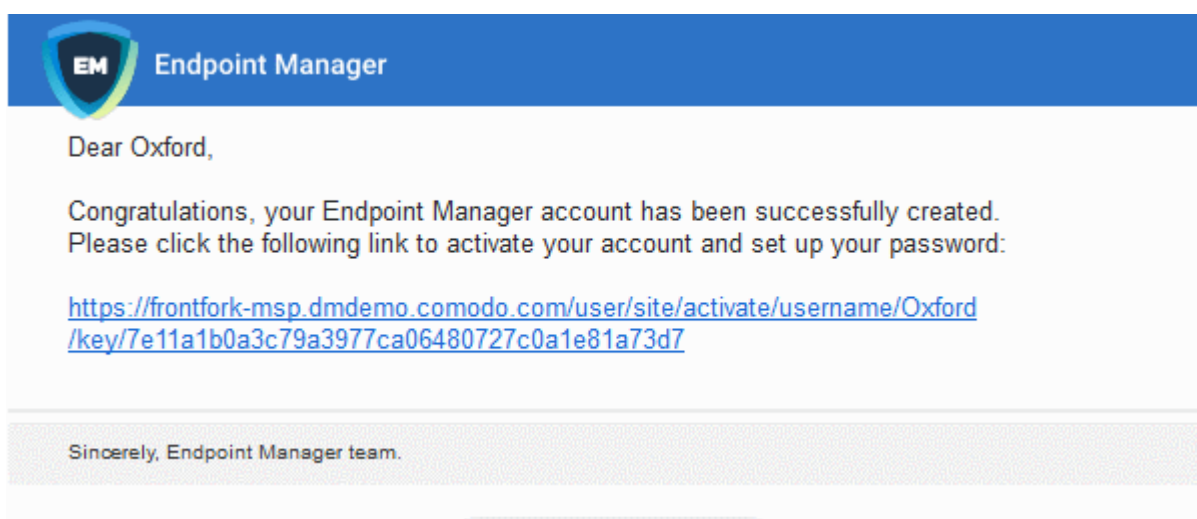 EM Endpoint Manager
Dear Oxford,
Congratulations, your Endpoint Manager account has been successfully created.
Please click the following link to activate your account and set up your password:
https://frontfork-msp.dmdemo.comodo.com/user/site/activate/username/Oxford
/key/7e11a1b0a3c79a3977ca06480727c0a1e81a73d7
Sincerely, Endpoint Manager team.